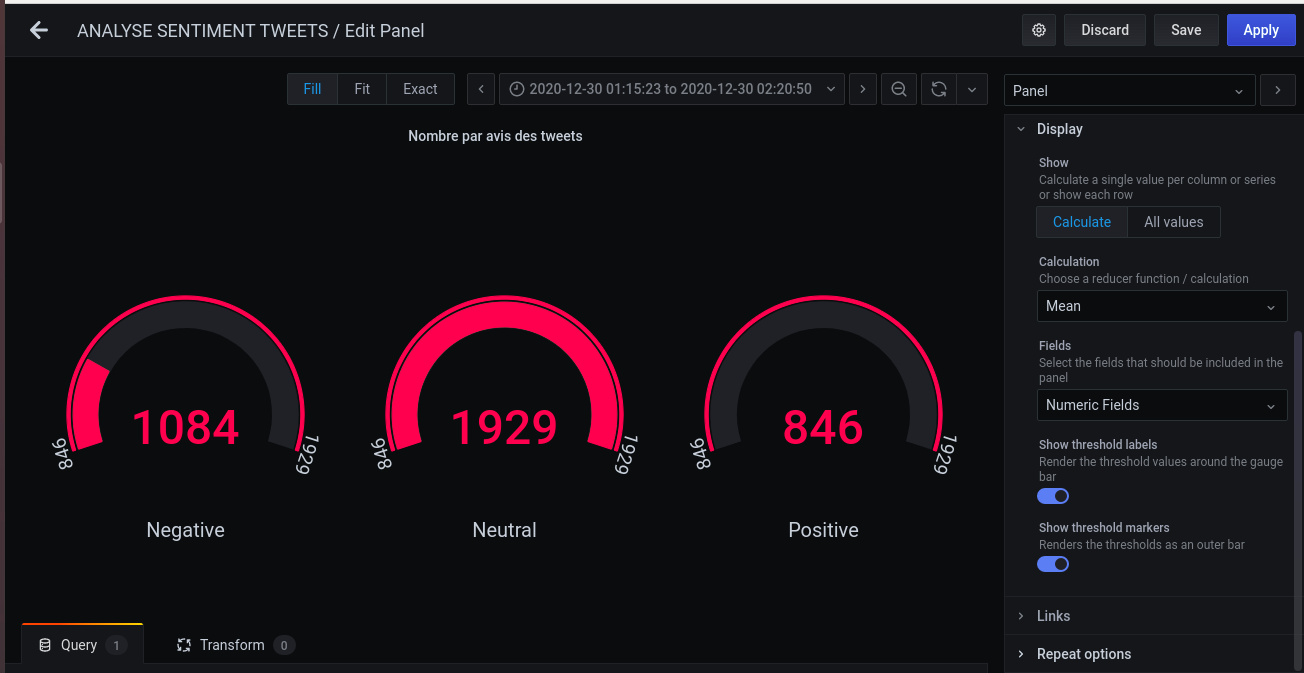 ANALYSE SENTIMENT TWEETS / Edit Panel
Discard
Save
Apply
Fill
Fit
Exact
2020-12-30 01:15:23 to 2020-12-30 02:20:50
Nombre par avis des tweets
1084
846
1929
Negative
1929
846
1929
Neutral
846
846
1929
Positive
Query 1
Transform 0
Panel
Display
Show
Calculate a single value per column or series
or show each row
Calculate
All values
Calculation
Choose a reducer function / calculation
Mean
Fields
Select the fields that should be included in the
panel
Numeric Fields
Show threshold labels
Render the threshold values around the gauge
bar
Show threshold markers
Renders the thresholds as an outer bar
Links
Repeat options